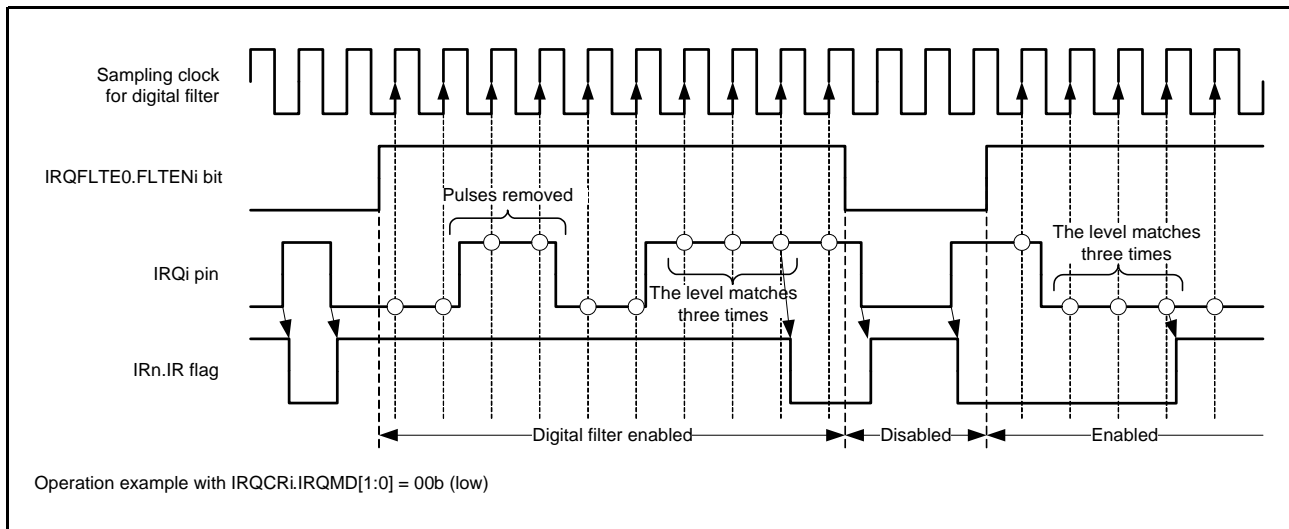 Sampling clock
for digital filter
IRQFLTE0.FLTENi bit
Pulses removed
IRQi pin
The level matches
three times
The level matches
three times
IRn.IR flag
Digital filter enabled
Disabled
Enabled
Operation example with IRQCRi.IRQMD[1:0] = 00b (low)